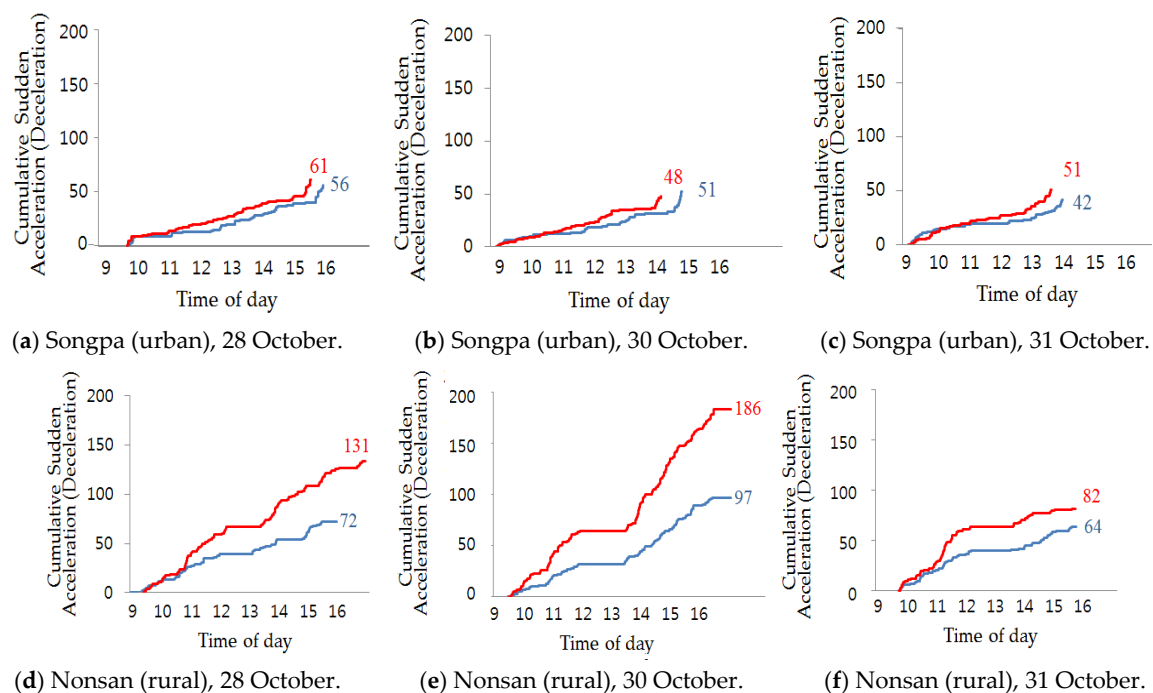 Cumulative Sudden
Acceleration (Deceleration)
200
150
100
50
0
61
56
9 10 11 12 13 14 15 16
Time of day
(a) Songpa (urban), 28 October.
Cumulative Sudden
Acceleration (Deceleration)
200
150
100
50
0
48
51
9 10 11 12 13 14 15 16
Time of day
(b) Songpa (urban), 30 October.
Cumulative Sudden
Acceleration (Deceleration)
200
150
100
50
0
51
42
9 10 11 12 13 14 15 16
Time of day
(c) Songpa (urban), 31 October.
Cumulative Sudden
Acceleration (Deceleration)
200
150
100
50
0
131
72
9 10 11 12 13 14 15 16
Time of day
(d) Nonsan (rural), 28 October.
Cumulative Sudden
Acceleration (Deceleration)
200
150
100
50
0
186
97
9 10 11 12 13 14 15 16
Time of day
(e) Nonsan (rural), 30 October.
Cumulative Sudden
Acceleration (Deceleration)
200
150
100
50
0
82
64
9 10 11 12 13 14 15 16
Time of day
(f) Nonsan (rural), 31 October.